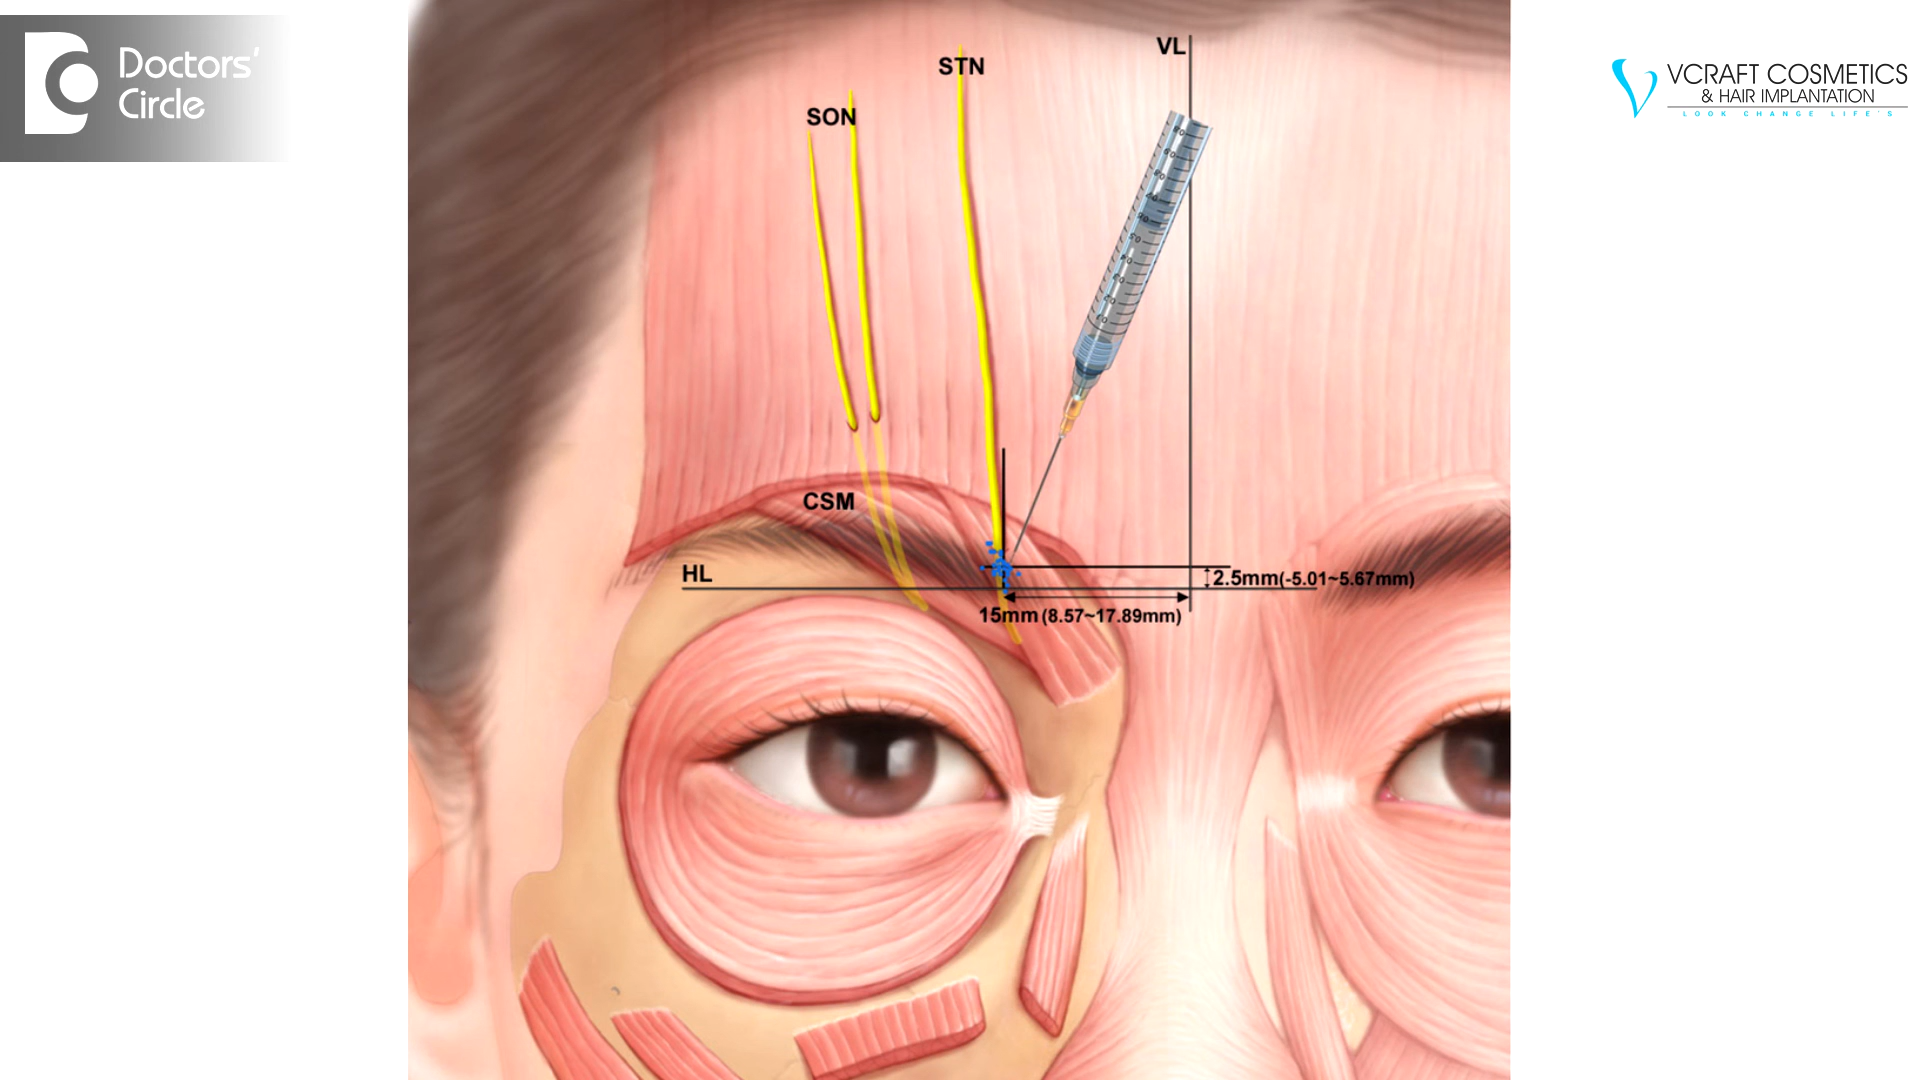 Doctors'
Circle
VCRAFT COSMETICS
& HAIR IMPLANTATION
LOOK CHANGE LIFE'S
VL
STN
SON
CSM
HL
2.5mm(-5.01~5.67mm)
15mm (8.57~17.89mm)